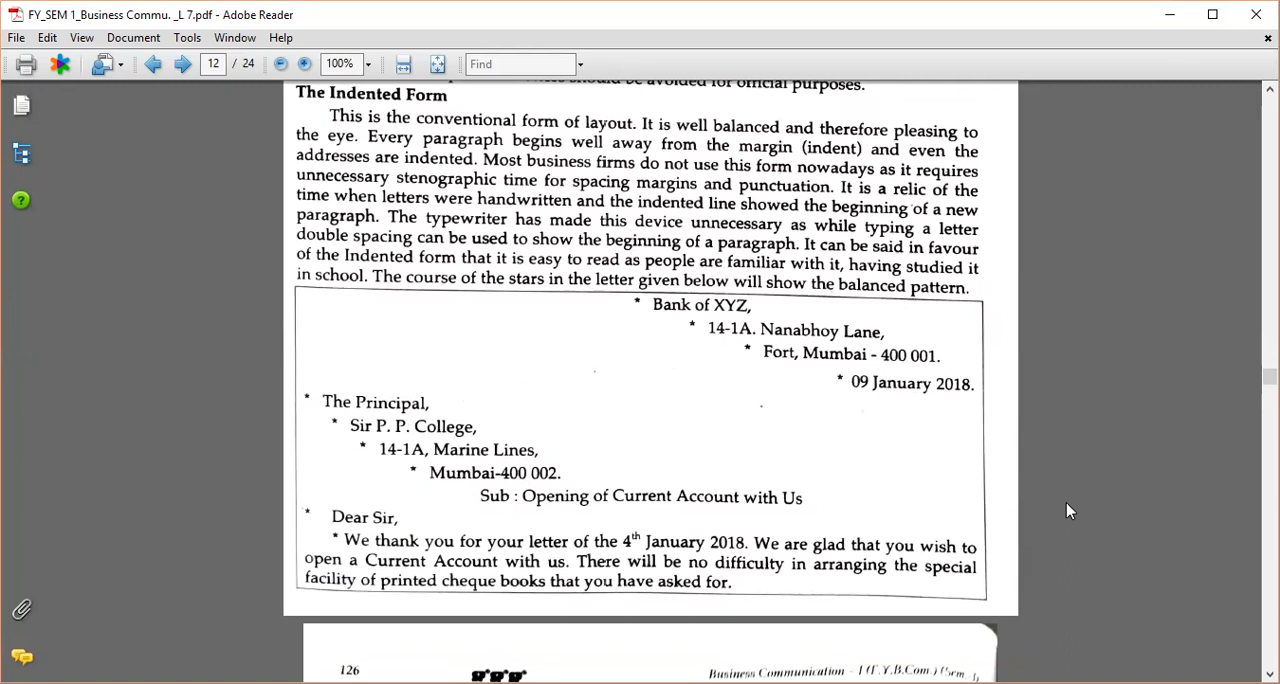 FY_SEM 1_Business Commu. _L 7.pdf - Adobe Reader
File Edit View Document Tools Window Help
12 / 24 100% Find
should be avoided for official purposes.
The Indented Form
This is the conventional form of layout. It is well balanced and therefore pleasing to
the eye. Every paragraph begins well away from the margin (indent) and even the
addresses are indented. Most business firms do not use this form nowadays as it requires
unnecessary stenographic time for spacing margins and punctuation. It is a relic of the
time when letters were handwritten and the indented line showed the beginning of a new
paragraph. The typewriter has made this device unnecessary as while typing a letter
double spacing can be used to show the beginning of a paragraph. It can be said in favour
of the Indented form that it is easy to read as people are familiar with it, having studied it
in school. The course of the stars in the letter given below will show the balanced pattern.
* Bank of XYZ,
* 14-1A. Nanabhoy Lane,
* Fort, Mumbai - 400 001.
* 09 January 2018.
* The Principal,
* Sir P. P. College,
* 14-1A, Marine Lines,
* Mumbai-400 002.
Sub : Opening of Current Account with Us
* Dear Sir,
* We thank you for your letter of the 4th January 2018. We are glad that you wish to
open a Current Account with us. There will be no difficulty in arranging the special
facility of printed cheque books that you have asked for.
126 Business Communication - I (F.Y.B.Com.) (Sem.